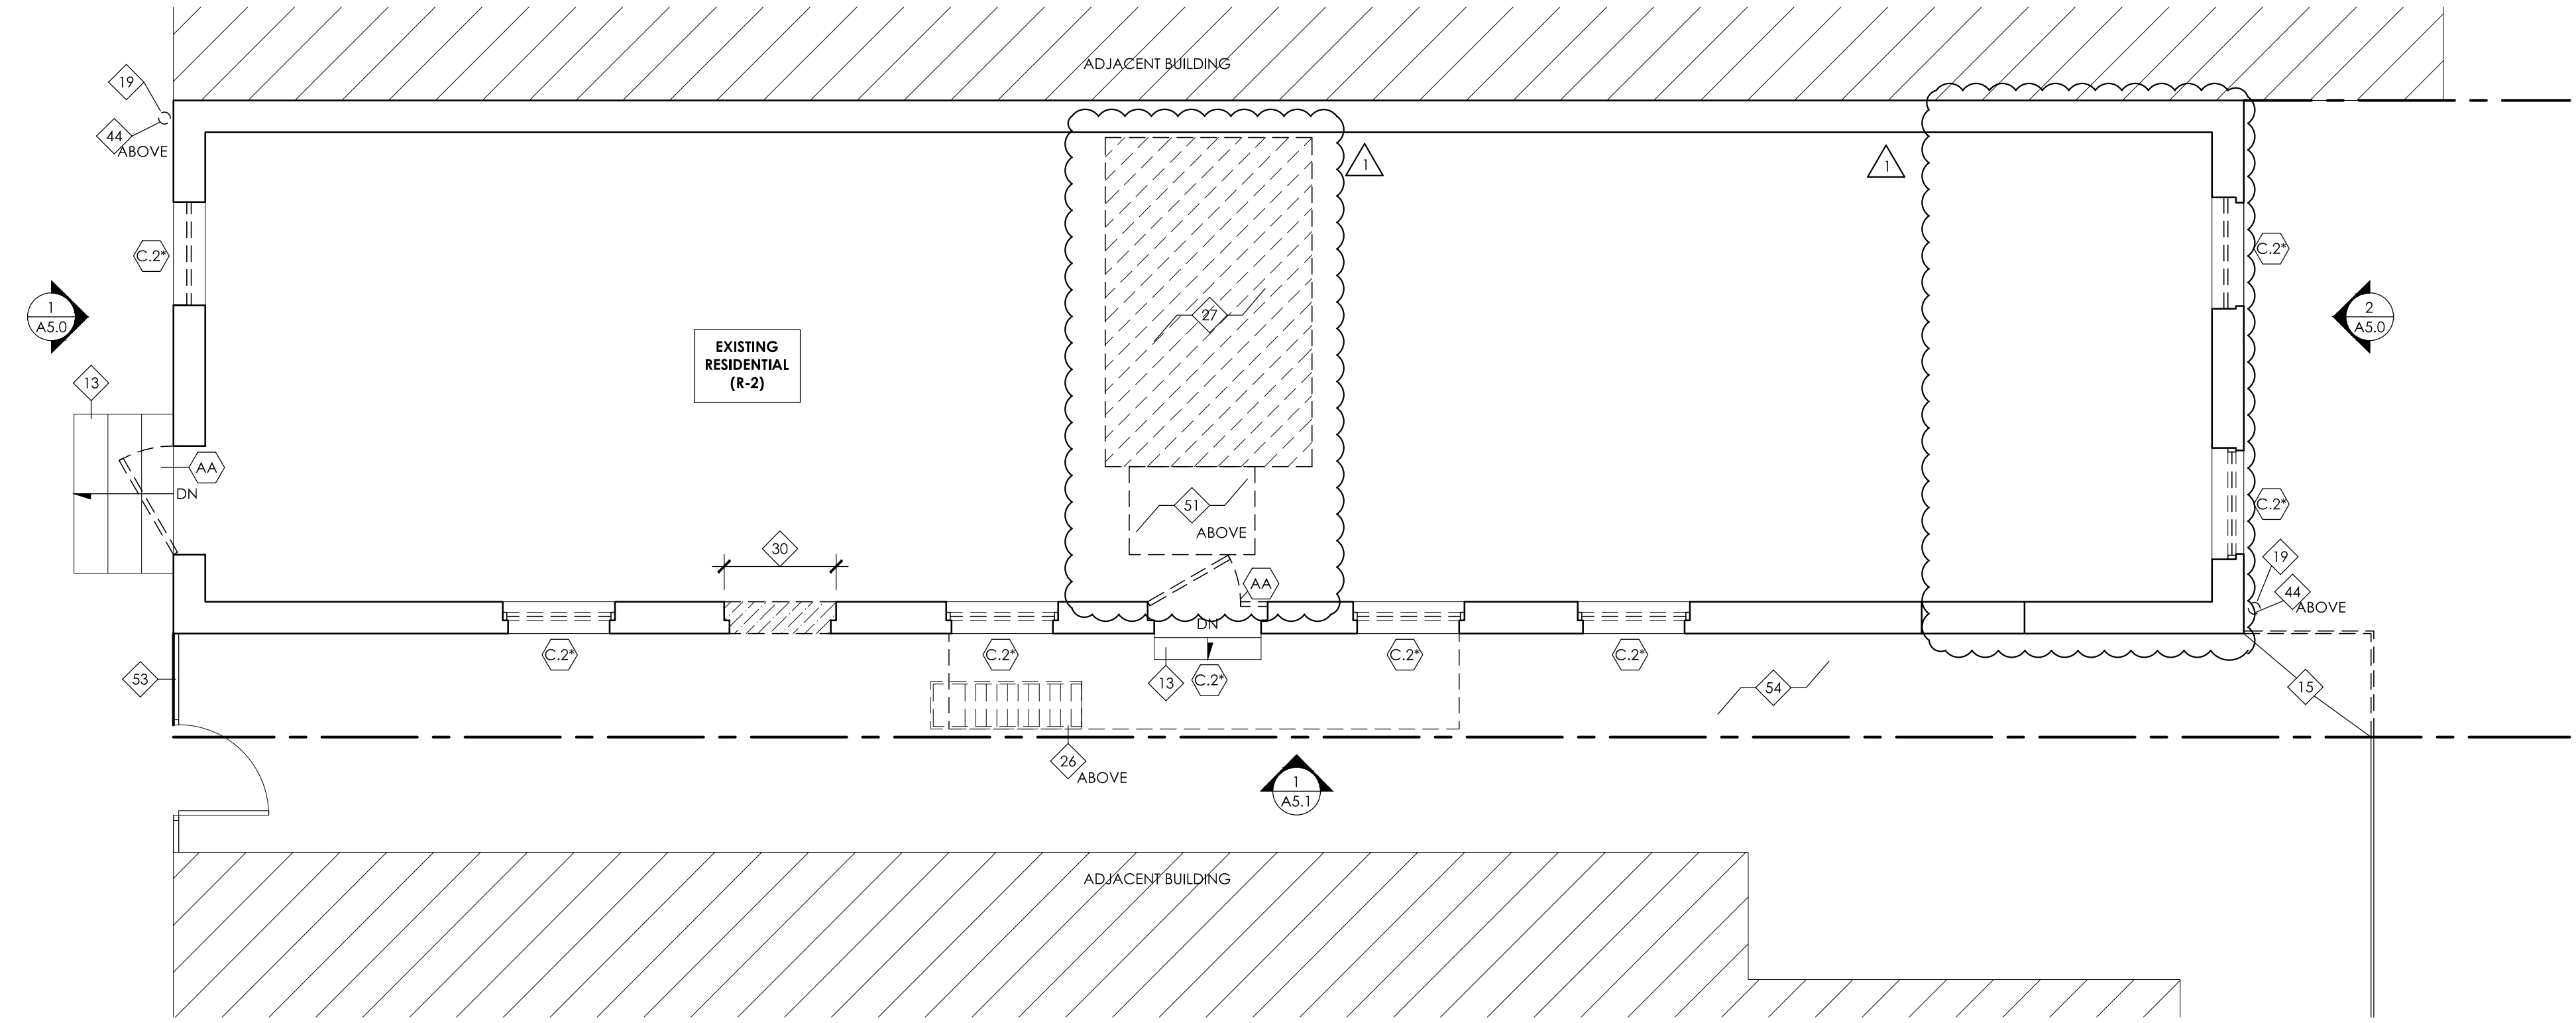 ADJACENT BUILDING
19
44
ABOVE
1
1
C.2*
C.2*
1
A5.0
27
2
A5.0
EXISTING
RESIDENTIAL
(R-2)
13
AA
DN
51
ABOVE
C.2*
30
AA
19
44
ABOVE
DN
C.2*
C.2*
C.2*
C.2*
53
13
C.2*
54
15
26
ABOVE
1
A5.1
ADJACENT BUILDING